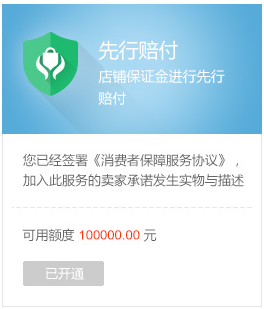 先行赔付
店铺保证金进行先行
赔付
您已经签署《消费者保障服务协议》，
加入此服务的卖家承诺发生实物与描述
可用额度 100000.00 元
已开通